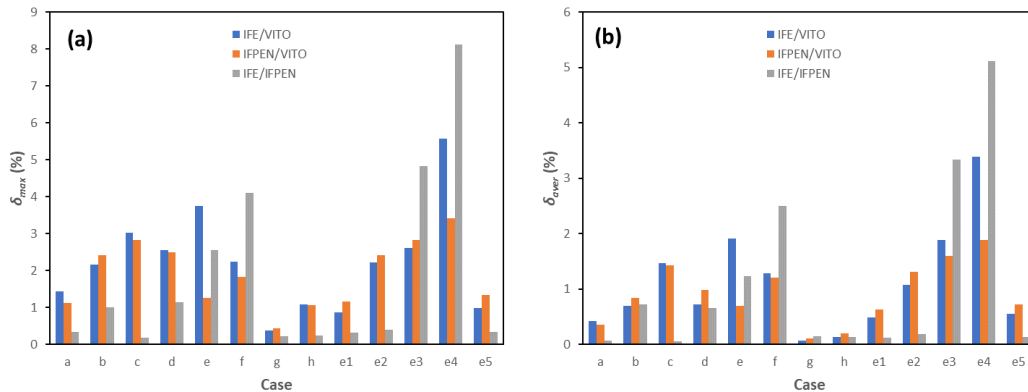 (a)
IFE/VITO
IFPEN/VITO
IFE/IFPEN
δmax (%)
9
8
7
6
5
4
3
2
1
0
a b c d e f g h e1 e2 e3 e4 e5
Case
(b)
IFE/VITO
IFPEN/VITO
IFE/IFPEN
δaver (%)
6
5
4
3
2
1
0
a b c d e f g h e1 e2 e3 e4 e5
Case